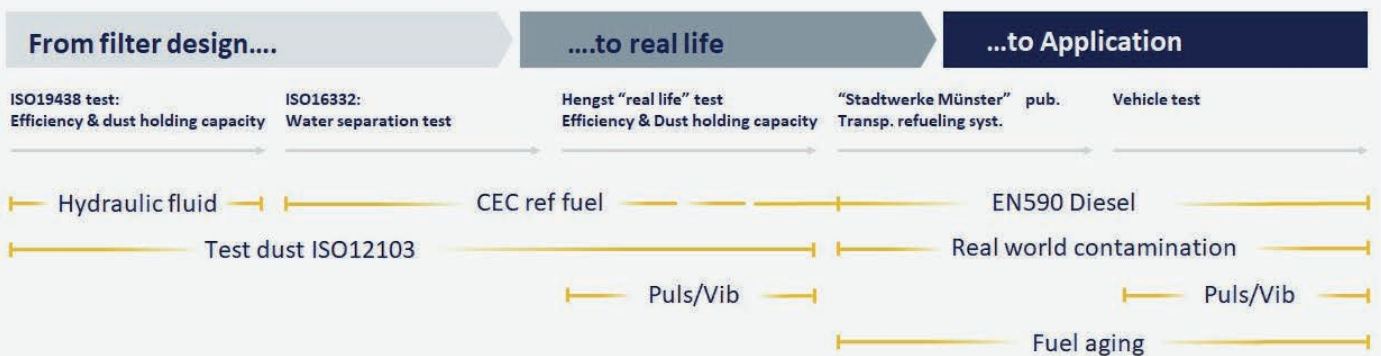 From filter design....
....to real life
...to Application
ISO19438 test:
Efficiency & dust holding capacity
ISO16332:
Water separation test
Hengst “real life” test
Efficiency & Dust holding capacity
“Stadtwerke Münster” pub.
Transp. refueling syst.
Vehicle test
Hydraulic fluid
CEC ref fuel
EN590 Diesel
Test dust ISO12103
Real world contamination
Puls/Vib
Puls/Vib
Fuel aging